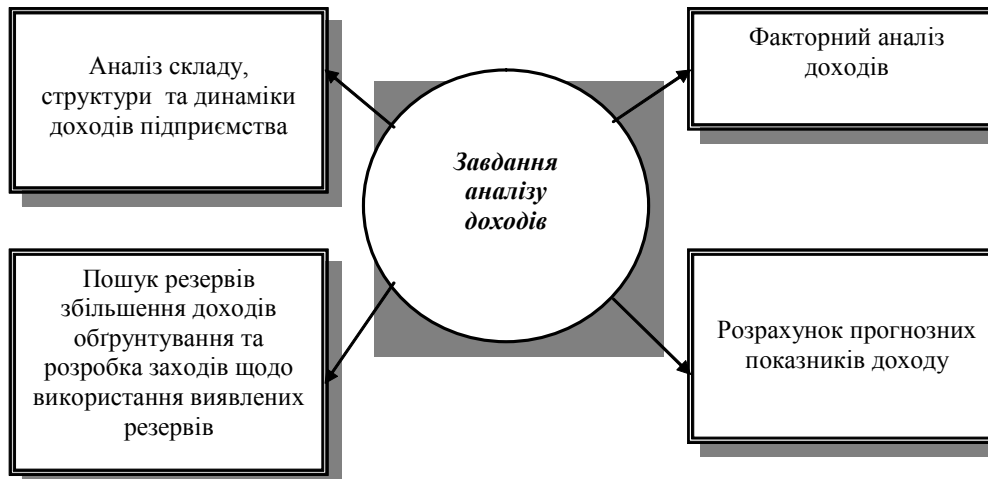 Аналіз складу,
структури та динаміки
доходів підприємства
Факторний аналіз
доходів
Завдання
аналізу
доходів
Пошук резервів
збільшення доходів
обґрунтування та
розробка заходів щодо
використання виявлених
резервів
Розрахунок прогнозних
показників доходу